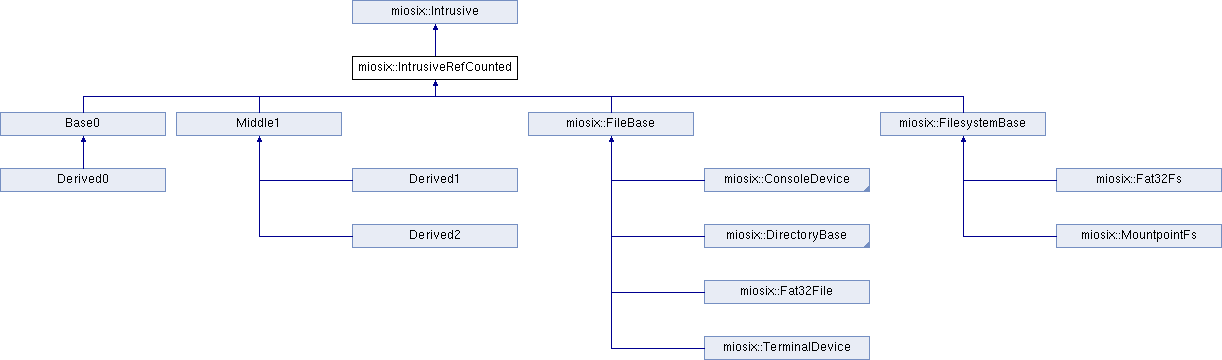 miosix::Intrusive
miosix::IntrusiveRefCounted
Base0
Middle1
miosix::FileBase
miosix::FilesystemBase
Derived0
Derived1
miosix::ConsoleDevice
miosix::Fat32Fs
Derived2
miosix::DirectoryBase
miosix::MountpointFs
miosix::Fat32File
miosix::TerminalDevice